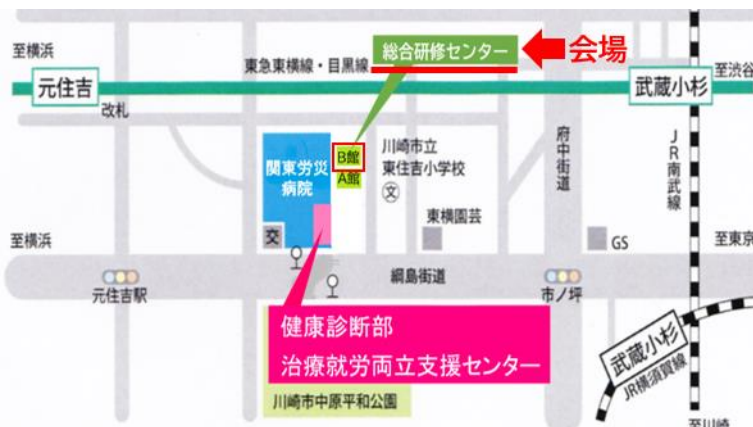 至横浜
総合研修センター
会場
東急東横線・目黒線
至渋谷
元住吉
武蔵小杉
改札
関東労災
病院
B館
A館
川崎市立
東住吉小学校
文
府中街道
JR南武線
東横園芸
至横浜
交
GS
至東京
元住吉駅
綱島街道
市ノ坪
健康診断部
治療就労両立支援センター
武蔵小杉
JR横須賀線
川崎市中原平和公園
至川崎